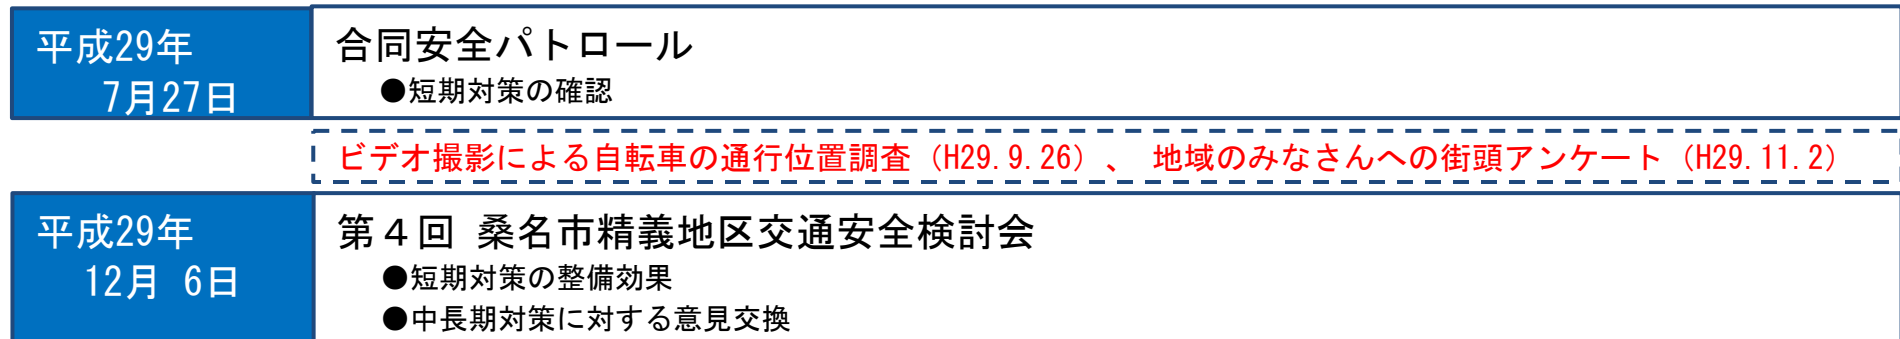 平成29年
7月27日
合同安全パトロール
●短期対策の確認
ビデオ撮影による自転車の通行位置調査（H29.9.26）、 地域のみなさんへの街頭アンケート（H29.11.2）
平成29年
12月 6日
第４回 桑名市精義地区交通安全検討会
●短期対策の整備効果
●中長期対策に対する意見交換